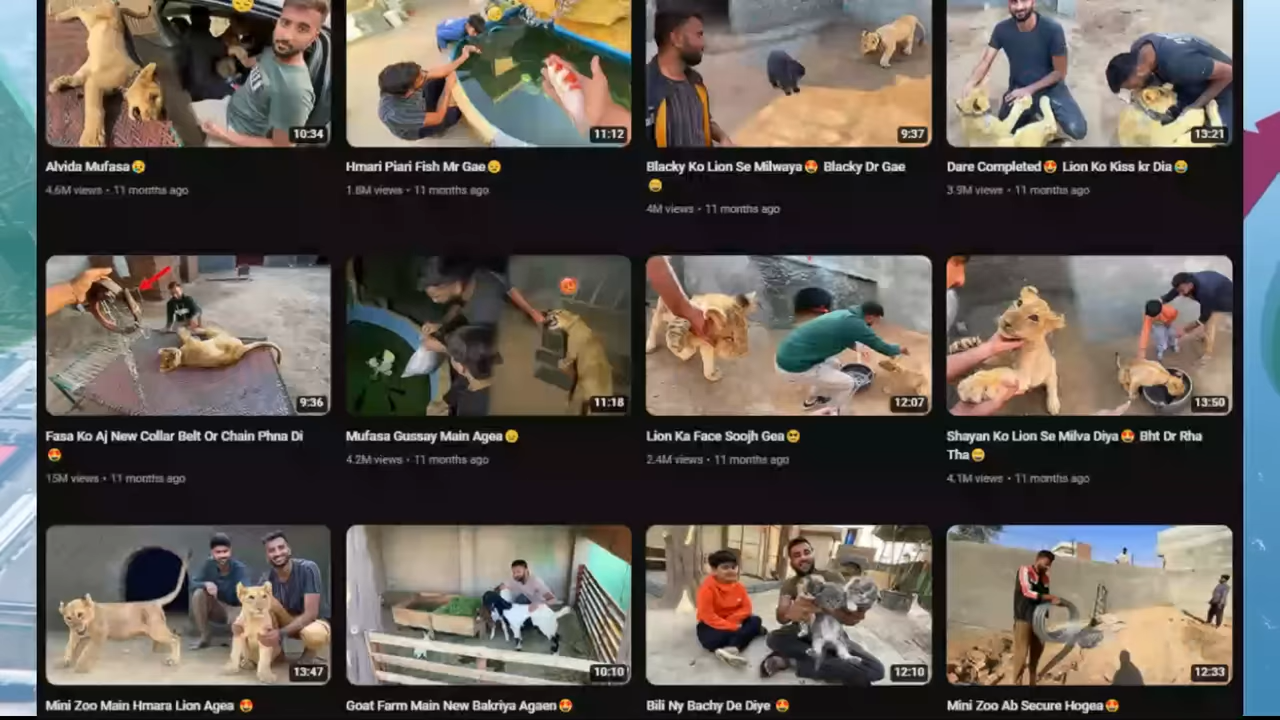 10:34
11:12
9:37
13:21
Alvida Mufasa😢
Hmari Piari Fish Mr Gae😔
Blacky Ko Lion Se Milwaya🤩 Blacky Dr Gae
😄
Dare Completed🤩 Lion Ko Kiss kr Dia😂
4.6M views • 11 months ago
1.8M views • 11 months ago
4M views • 11 months ago
3.9M views • 11 months ago
9:36
11:18
12:07
13:50
Fasa Ko Aj New Collar Belt Or Chain Phna Di
🤩
Mufasa Gussay Main Agea
Lion Ka Face Soojh Gea
Shayan Ko Lion Se Milva Diya🤩 Bht Dr Rha
Tha😄
15M views • 11 months ago
4.2M views • 11 months ago
2.4M views • 11 months ago
4.1M views • 11 months ago
13:47
10:10
12:10
12:33
Mini Zoo Main Hmara Lion Agea 🤩
Goat Farm Main New Bakriya Agaen🤩
Bili Ny Bachy De Diye 🤩
Mini Zoo Ab Secure Hogea🤩